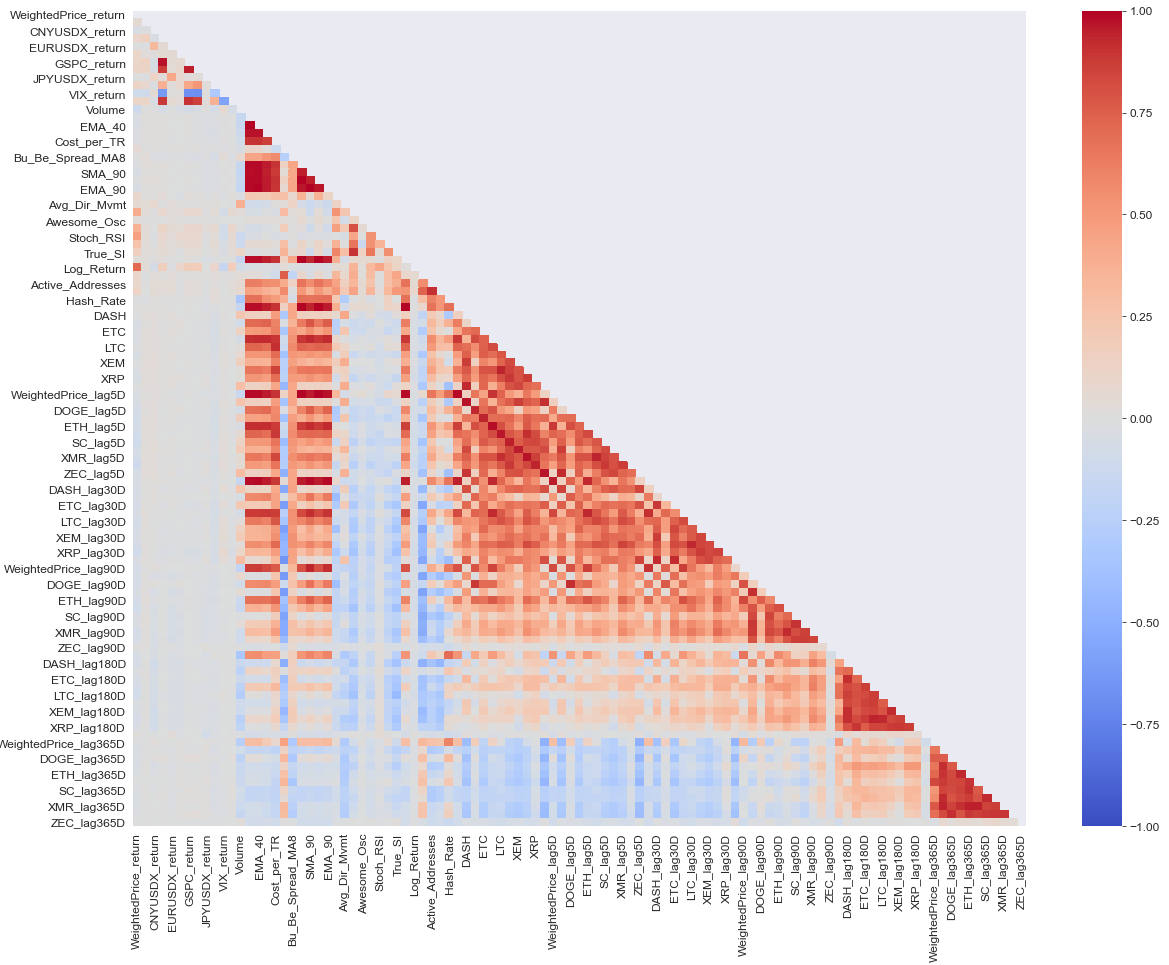 WeightedPrice_return
CNYUSDX_return
EURUSDX_return
GSPC_return
JPYUSDX_return
VIX_return
Volume
EMA_40
Cost_per_TR
Bu_Be_Spread_MA8
SMA_90
EMA_90
Avg_Dir_Mvmt
Awesome_Osc
Stoch_RSI
True_SI
Log_Return
Active_Addresses
Hash_Rate
DASH
ETC
LTC
XEM
XRP
WeightedPrice_lag5D
DOGE_lag5D
ETH_lag5D
SC_lag5D
XMR_lag5D
ZEC_lag5D
DASH_lag30D
ETC_lag30D
LTC_lag30D
XEM_lag30D
XRP_lag30D
WeightedPrice_lag90D
DOGE_lag90D
ETH_lag90D
SC_lag90D
XMR_lag90D
ZEC_lag90D
DASH_lag180D
ETC_lag180D
LTC_lag180D
XEM_lag180D
XRP_lag180D
WeightedPrice_lag365D
DOGE_lag365D
ETH_lag365D
SC_lag365D
XMR_lag365D
ZEC_lag365D
WeightedPrice_return
CNYUSDX_return
EURUSDX_return
GSPC_return
JPYUSDX_return
VIX_return
Volume
EMA_40
Cost_per_TR
Bu_Be_Spread_MA8
SMA_90
EMA_90
Avg_Dir_Mvmt
Awesome_Osc
Stoch_RSI
True_SI
Log_Return
Active_Addresses
Hash_Rate
DASH
ETC
LTC
XEM
XRP
WeightedPrice_lag5D
DOGE_lag5D
ETH_lag5D
SC_lag5D
XMR_lag5D
ZEC_lag5D
DASH_lag30D
ETC_lag30D
LTC_lag30D
XEM_lag30D
XRP_lag30D
WeightedPrice_lag90D
DOGE_lag90D
ETH_lag90D
SC_lag90D
XMR_lag90D
ZEC_lag90D
DASH_lag180D
ETC_lag180D
LTC_lag180D
XEM_lag180D
XRP_lag180D
WeightedPrice_lag365D
DOGE_lag365D
ETH_lag365D
SC_lag365D
XMR_lag365D
ZEC_lag365D
1.00
0.75
0.50
0.25
0.00
−0.25
−0.50
−0.75
−1.00